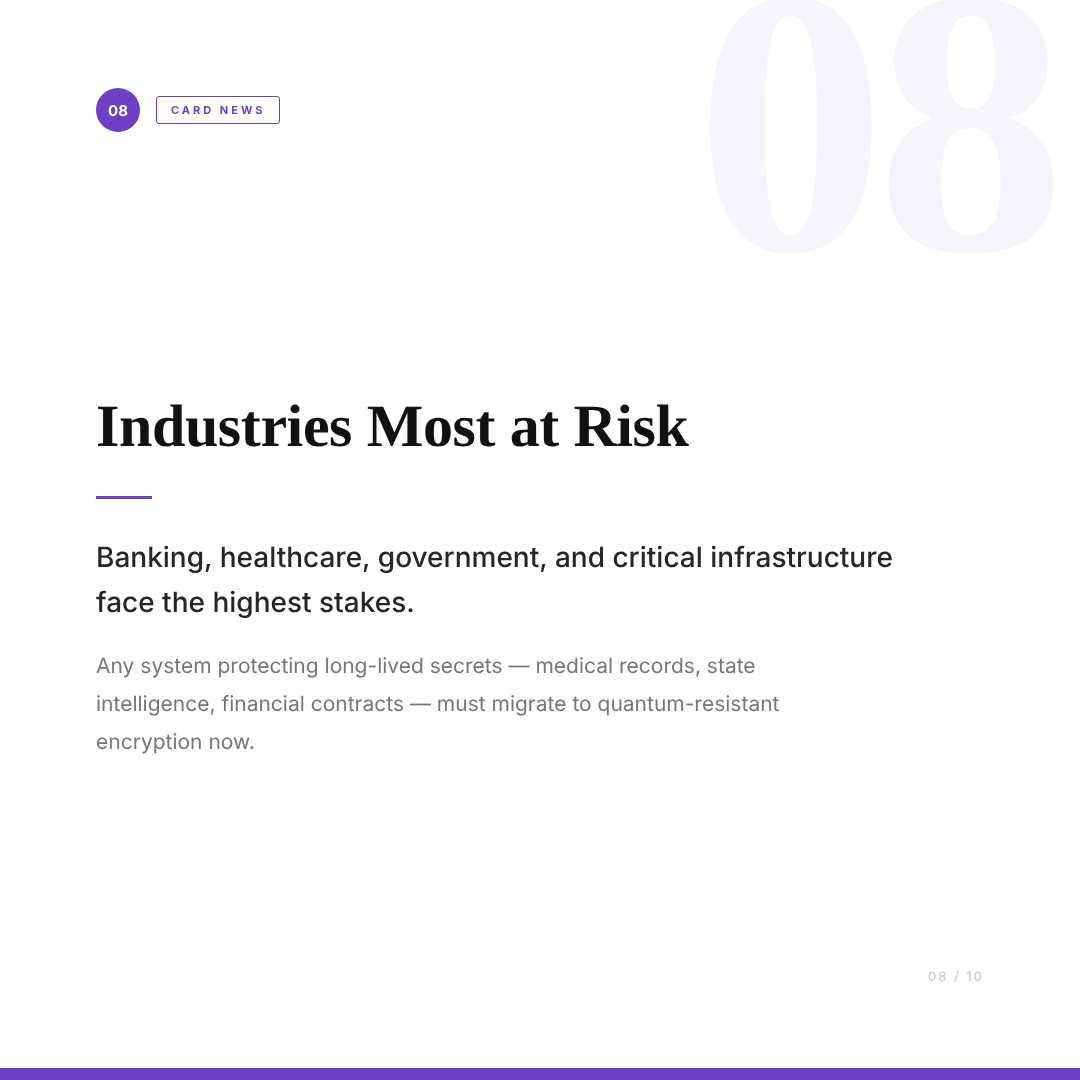 08
08
CARD NEWS
Industries Most at Risk
Banking, healthcare, government, and critical infrastructure
face the highest stakes.
Any system protecting long-lived secrets — medical records, state
intelligence, financial contracts — must migrate to quantum-resistant
encryption now.
08 / 10